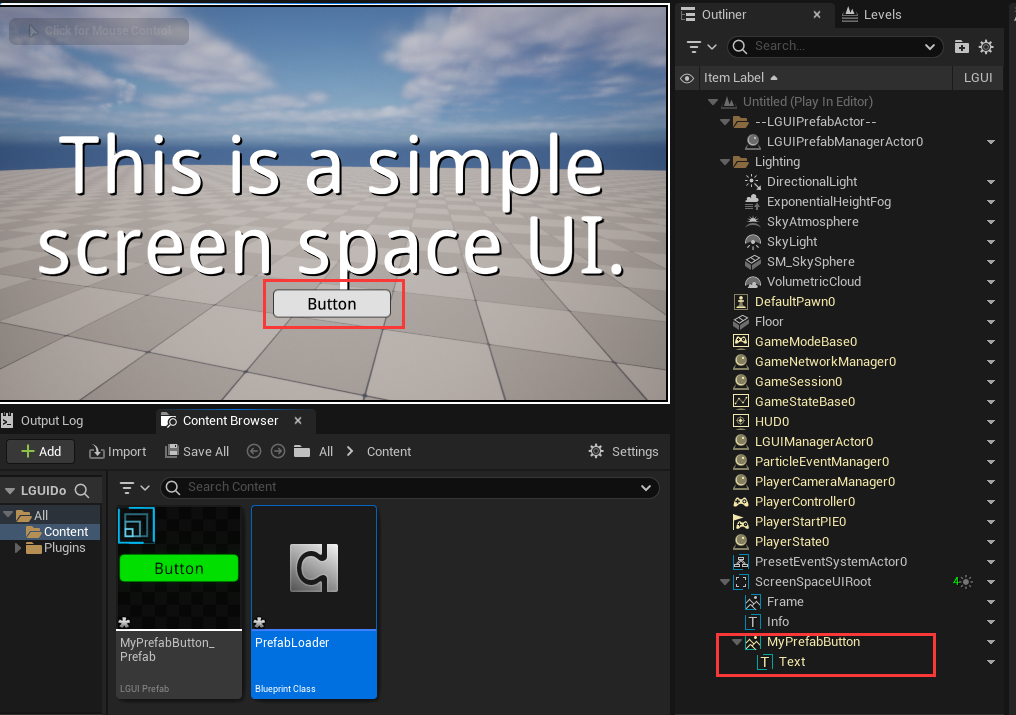 Click for Mouse Control
This is a simple
screen space UI.
Button
Output Log
Content Browser
Add
Import
Save All
All
Content
Settings
LGUIDo
Search Content
All
Content
Plugins
Button
MyPrefabButton_
Prefab
LGUI Prefab
PrefabLoader
Blueprint Class
Outliner
Levels
Search...
Item Label
LGUI
Untitled (Play In Editor)
--LGUIPrefabActor--
LGUIPrefabManagerActor0
Lighting
DirectionalLight
ExponentialHeightFog
SkyAtmosphere
SkyLight
SM_SkySphere
VolumetricCloud
DefaultPawn0
Floor
GameModeBase0
GameNetworkManager0
GameSession0
GameStateBase0
HUD0
LGUIManagerActor0
ParticleEventManager0
PlayerCameraManager0
PlayerController0
PlayerStartPIE0
PlayerState0
PresetEventSystemActor0
ScreenSpaceUIRoot 4
Frame
Info
MyPrefabButton
Text